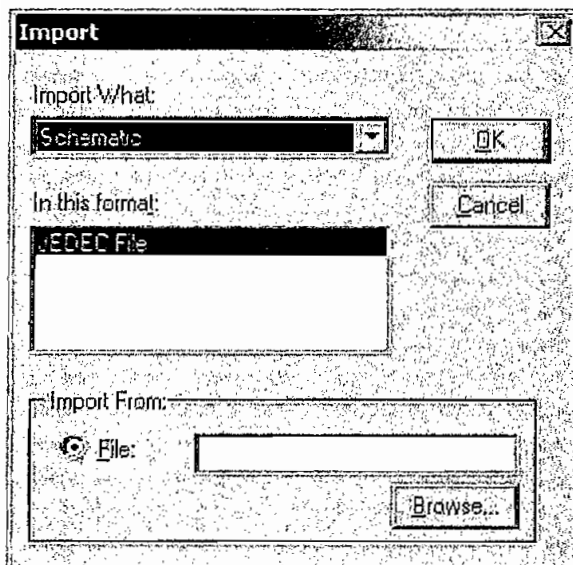 Import
Import What:
Schematic
OK
In this format:
Cancel
JEDEC File
Import From:
File:
Browse...